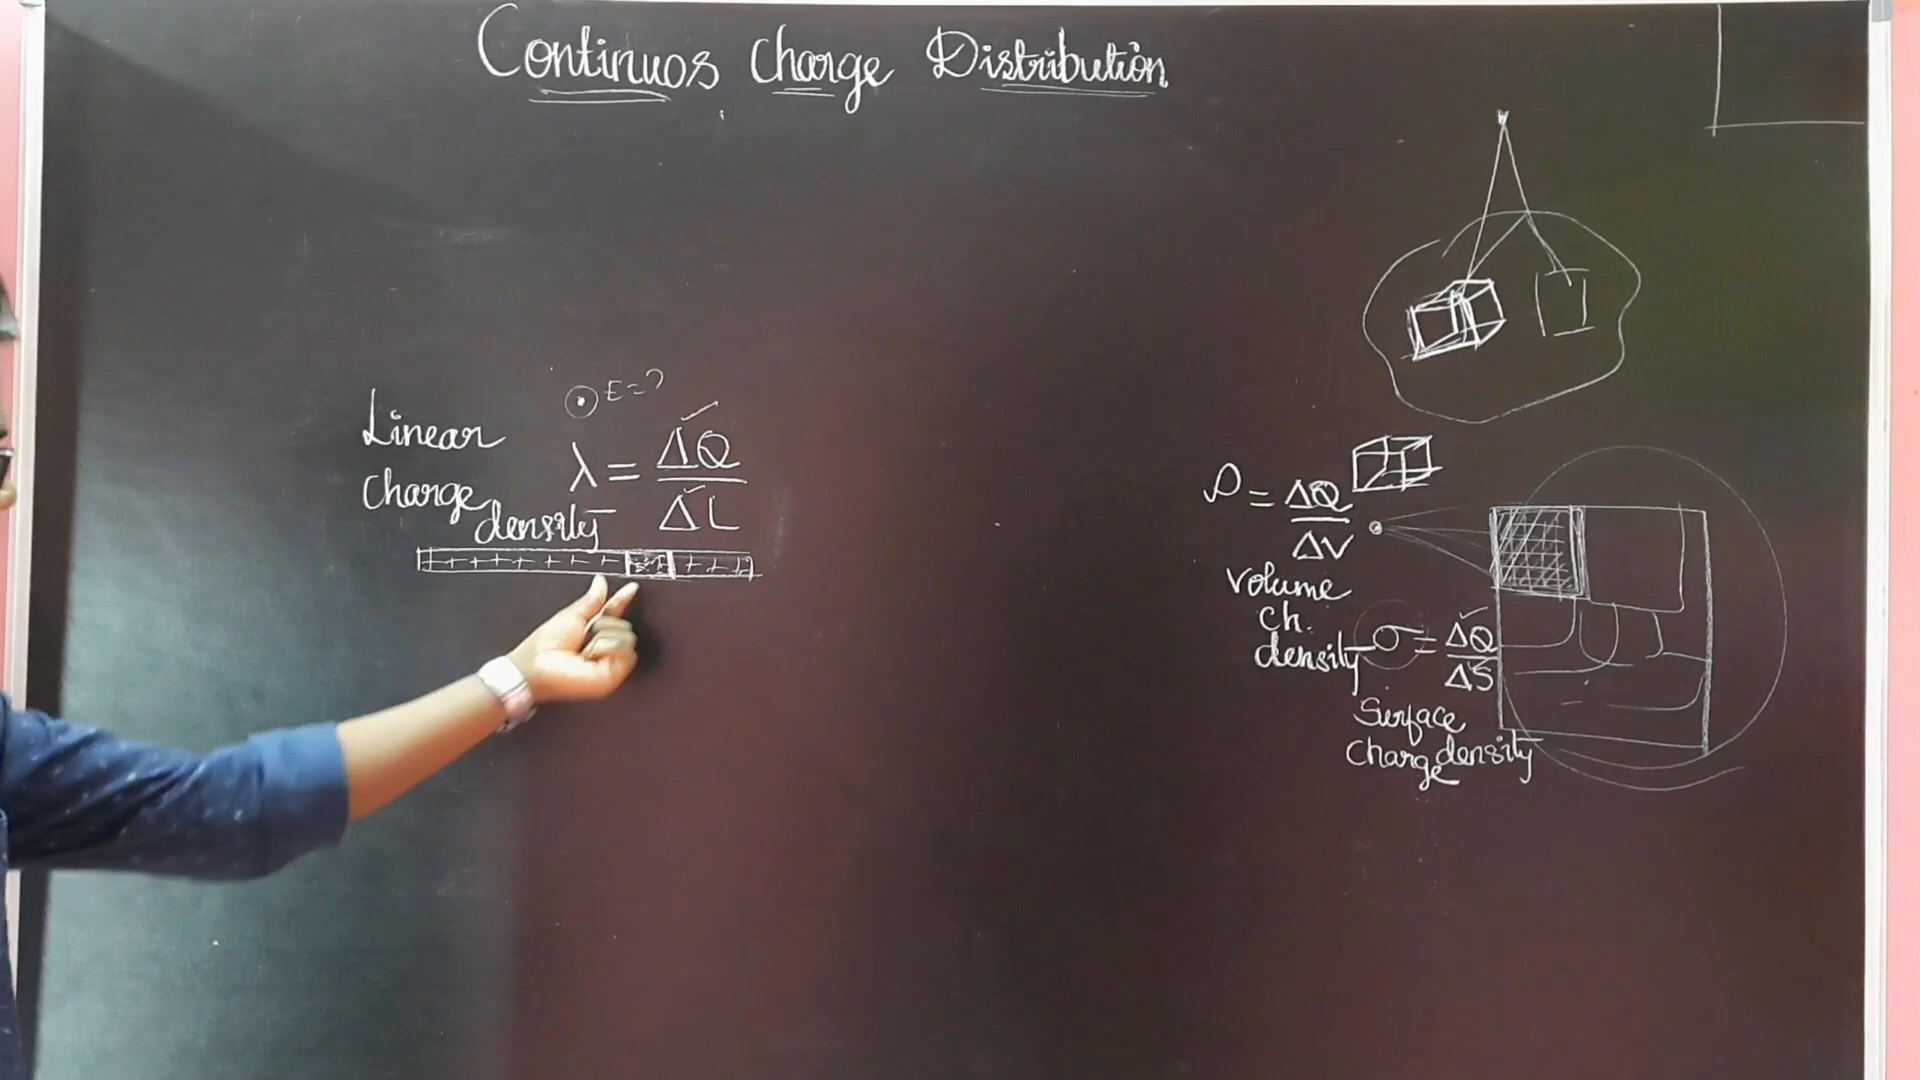 Continuos Charge Distribution
E = ?
Linear
Charge
density
λ = ΔQ
ΔL
+ + + + + + + + + + +
ρ = ΔQ
ΔV
Volume
Ch.
density
σ = ΔQ
ΔS
Surface
Charge density